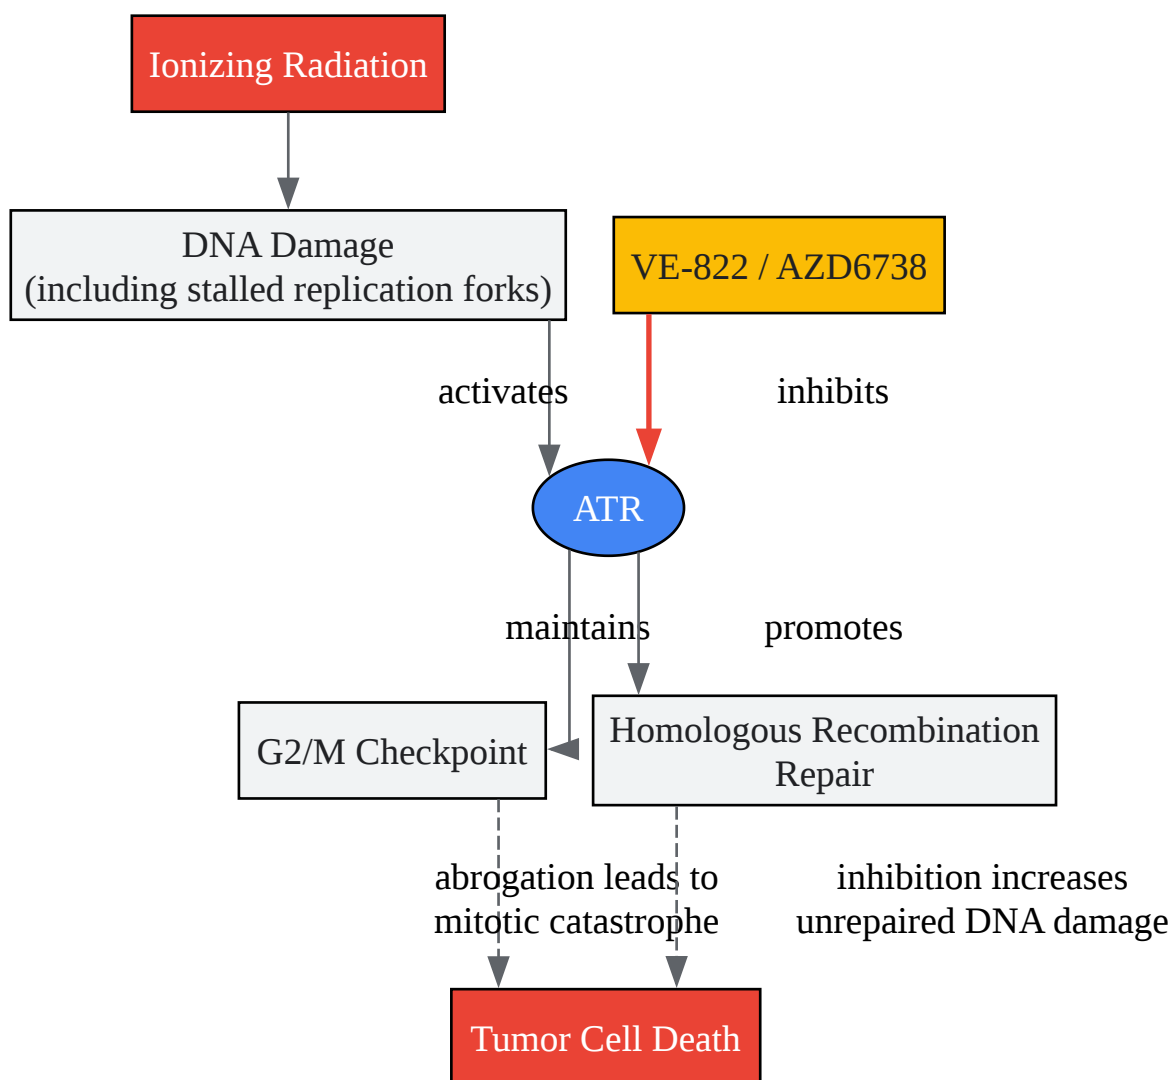 Ionizing Radiation
DNA Damage
(including stalled replication forks)
VE-822 / AZD6738
activates
inhibits
ATR
maintains
promotes
G2/M Checkpoint
Homologous Recombination
Repair
abrogation leads to
mitotic catastrophe
inhibition increases
unrepaired DNA damage
Tumor Cell Death